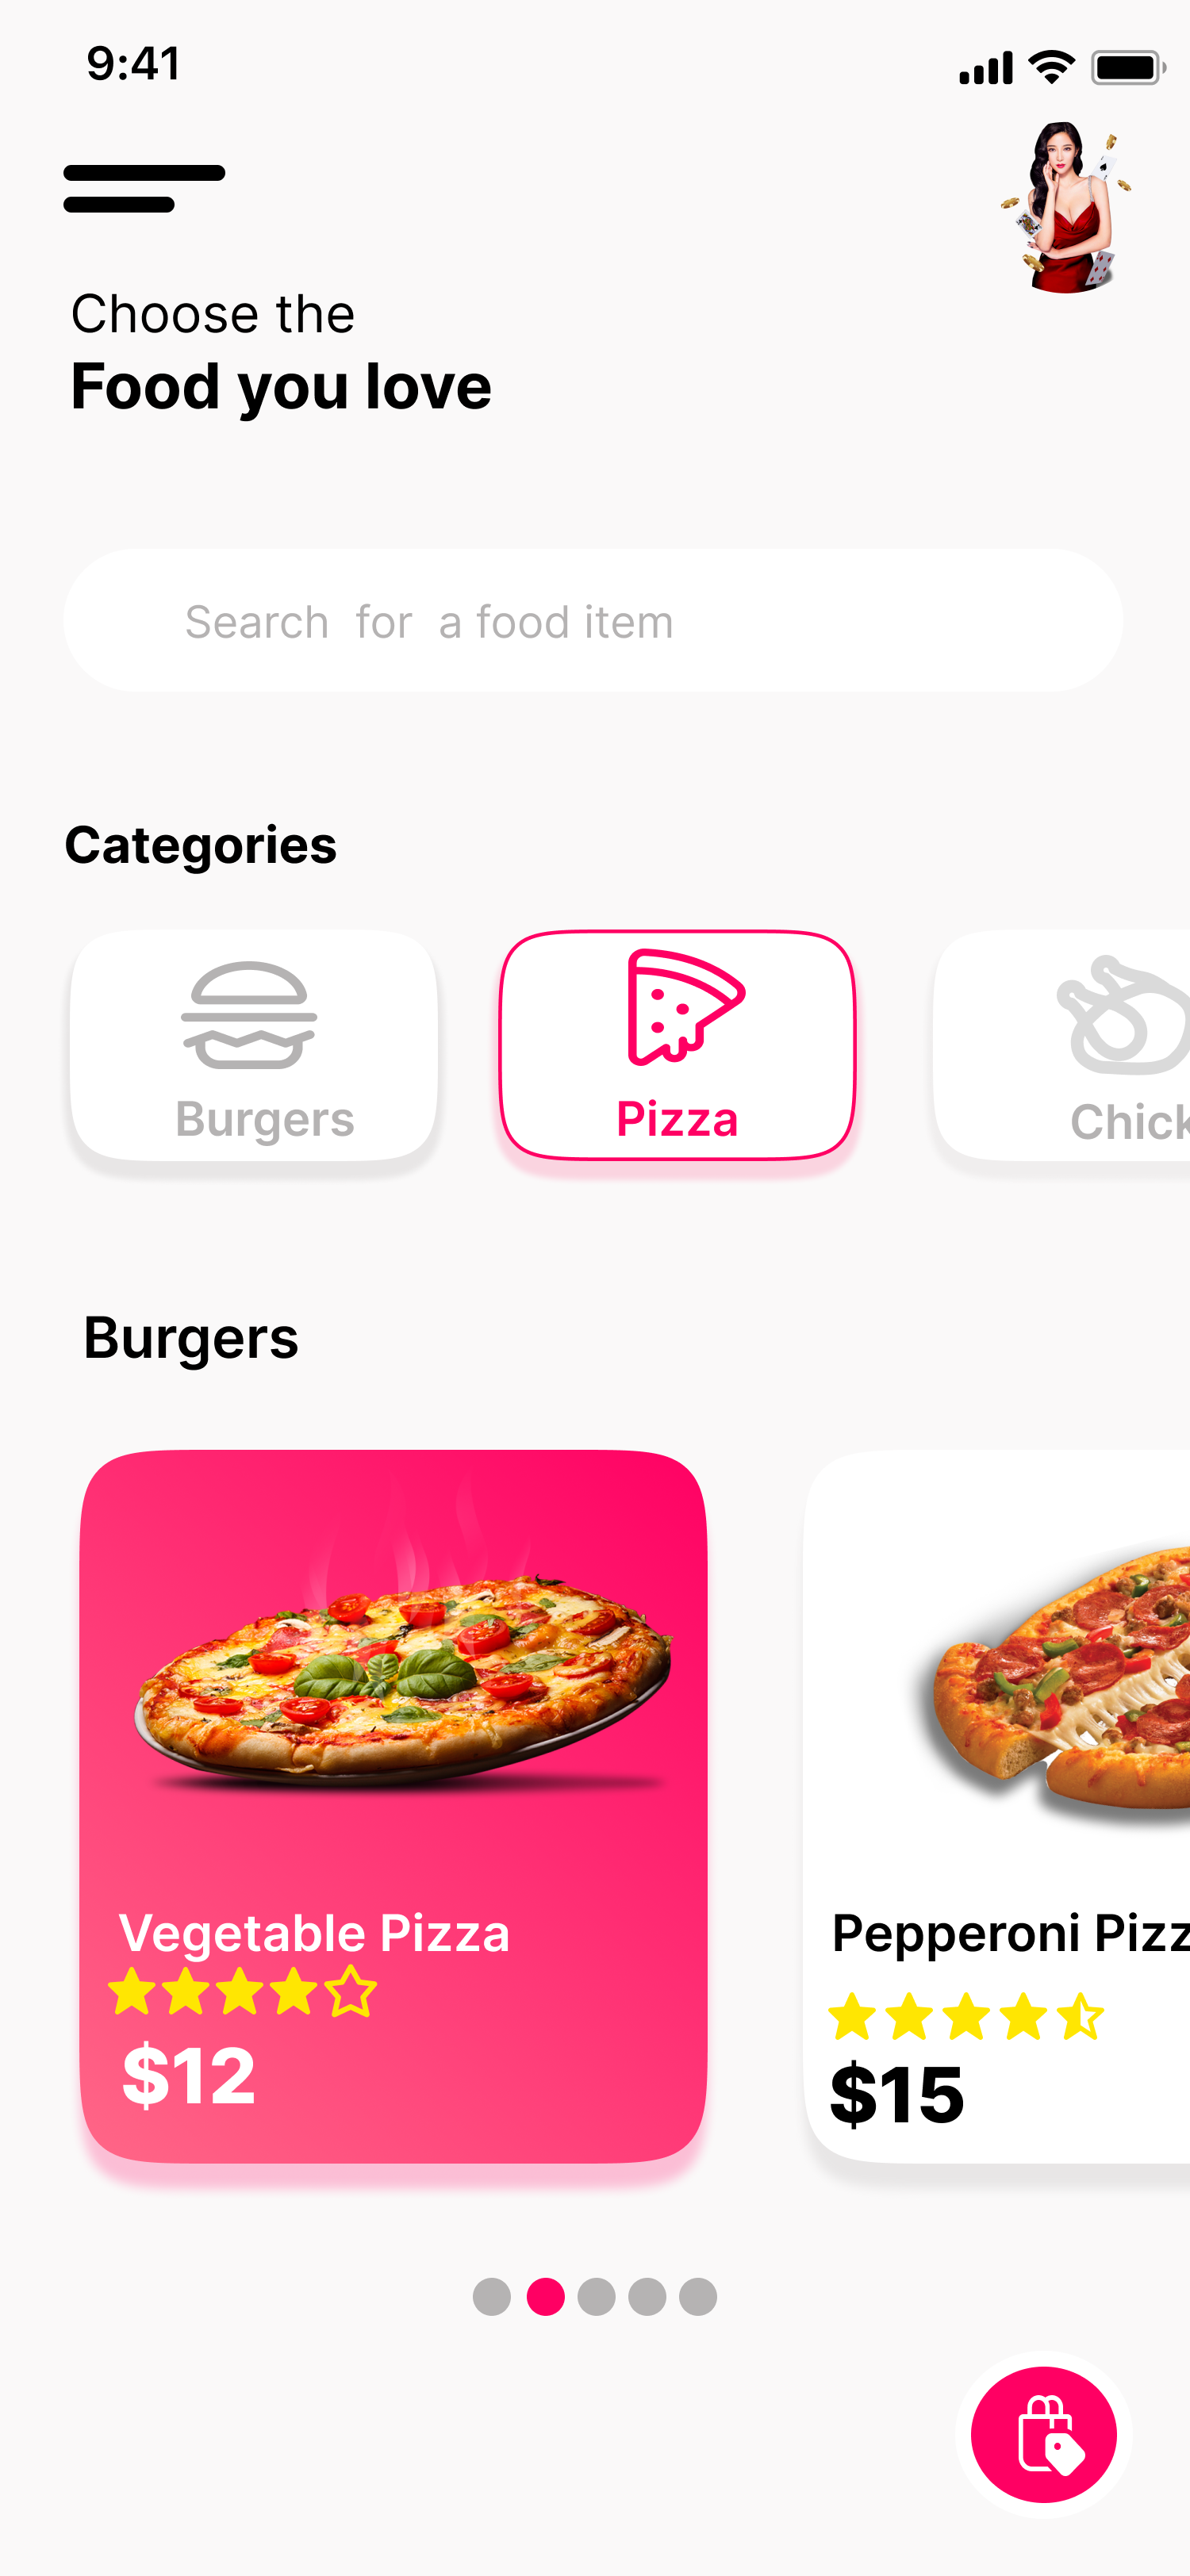 9:41
Choose the
Food you love
Search for a food item
Categories
Burgers
Pizza
Chick
Burgers
Vegetable Pizza
$12
Pepperoni Pizz
$15